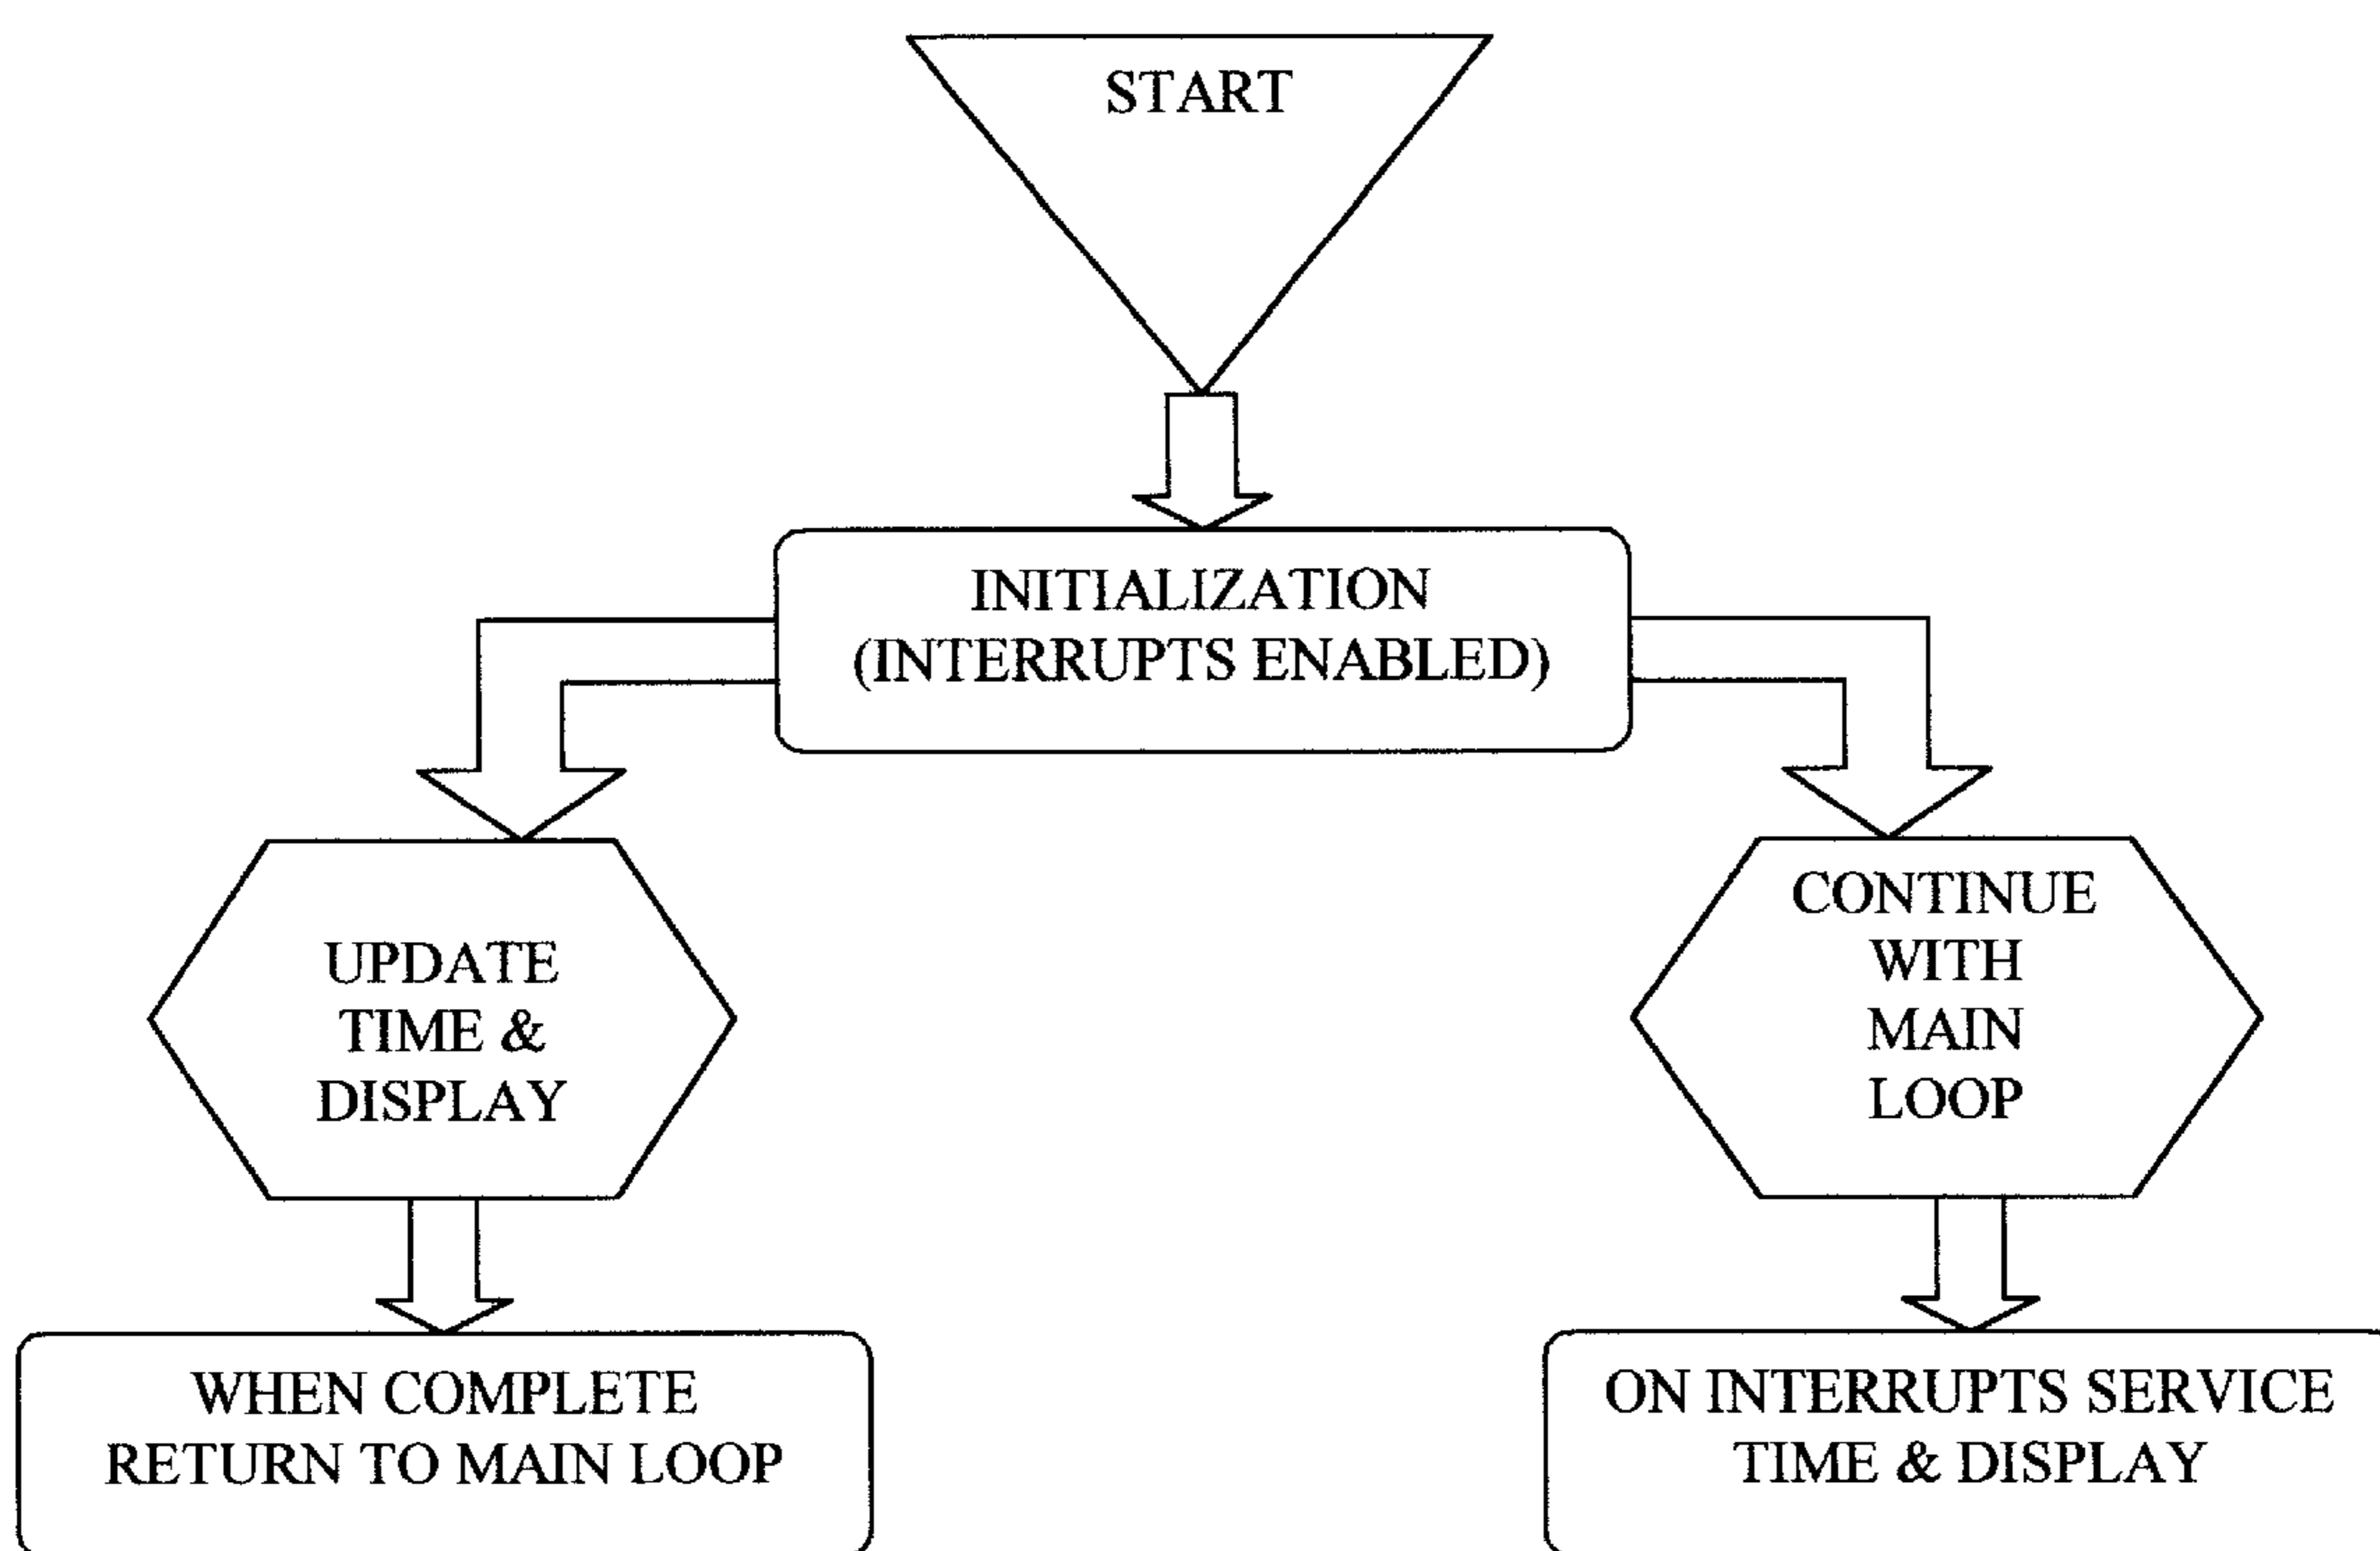 START
INITIALIZATION
(INTERRUPTS ENABLED)
UPDATE
TIME &
DISPLAY
CONTINUE
WITH
MAIN
LOOP
WHEN COMPLETE
RETURN TO MAIN LOOP
ON INTERRUPTS SERVICE
TIME & DISPLAY